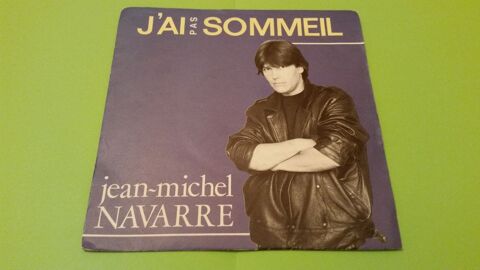 J'AI PAS SOMMEIL
jean-michel
NAVARRE